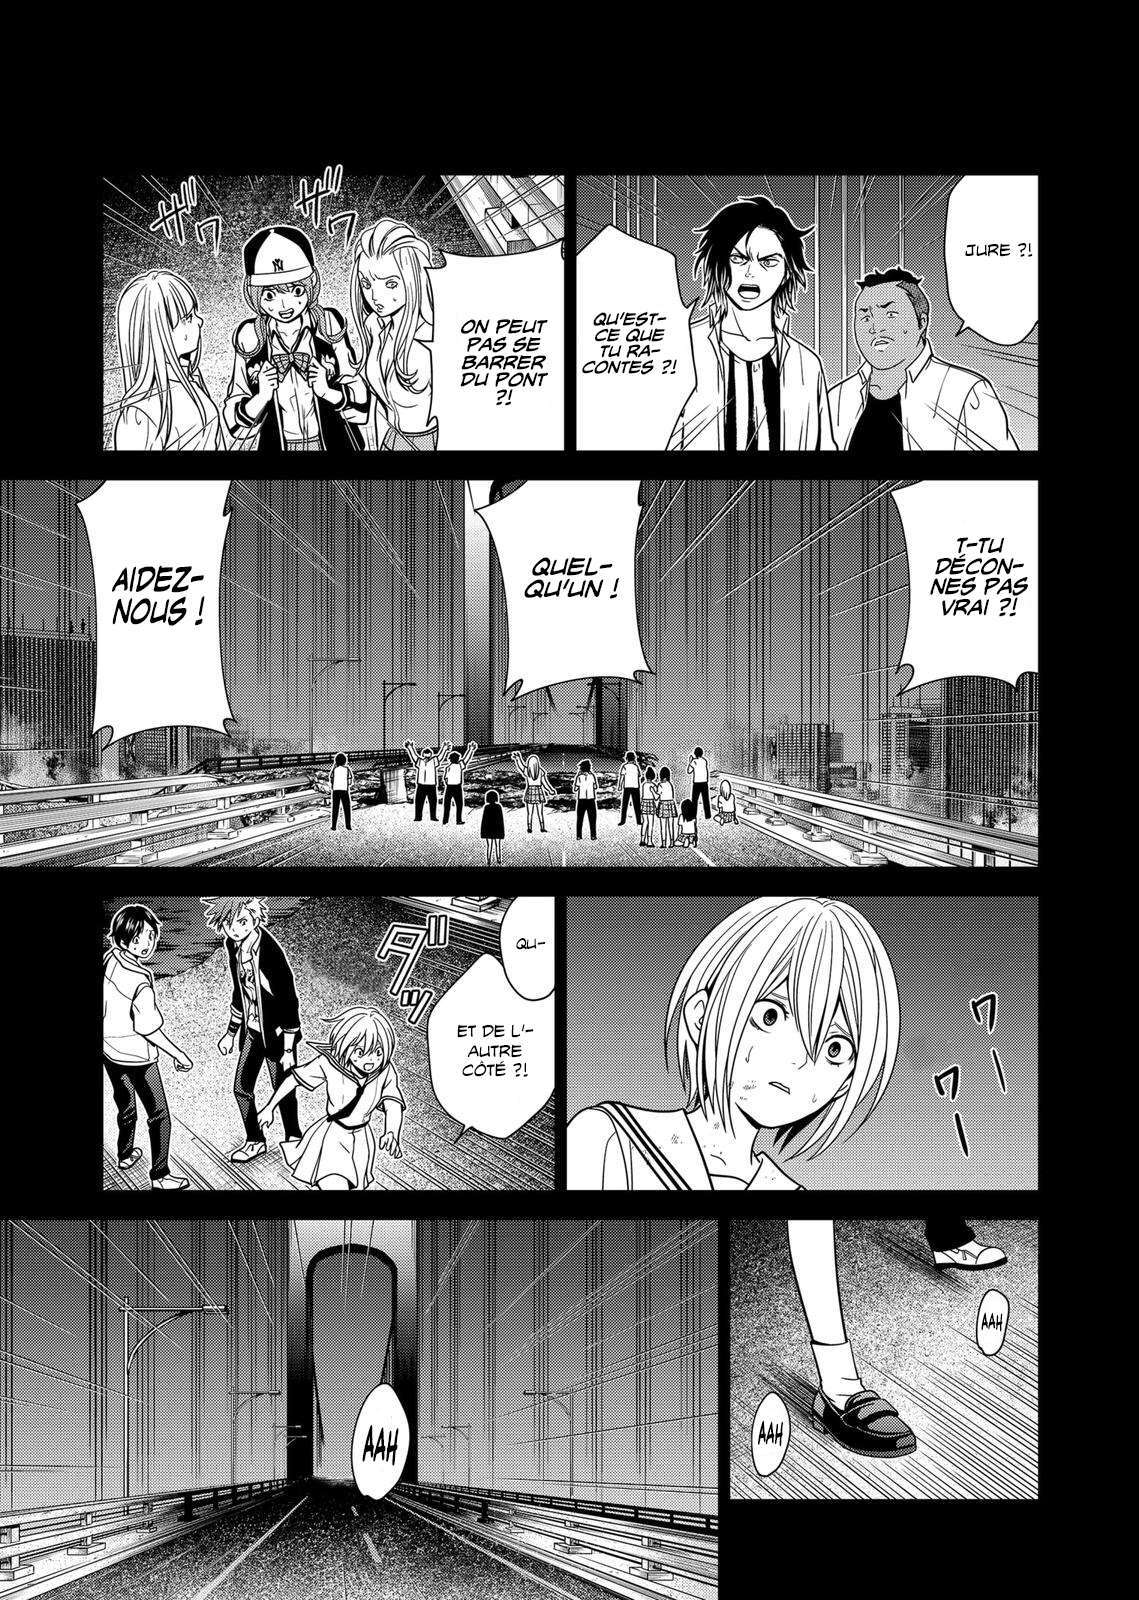 JURE ?!
QU'EST-
CE QUE
TU RA-
CONTES ?!
ON PEUT
PAS SE
BARRER
DU PONT
?!
ザワ
ザワ
NY
T-TU
DÉCON-
NES PAS
VRAI ?!
QUEL-
QU'UN !
AIDEZ-
NOUS !
ワー
ワー
QU-
ET DE L'-
AUTRE
CÔTÉ ?!
ダッ
AAH
AAH
AAH